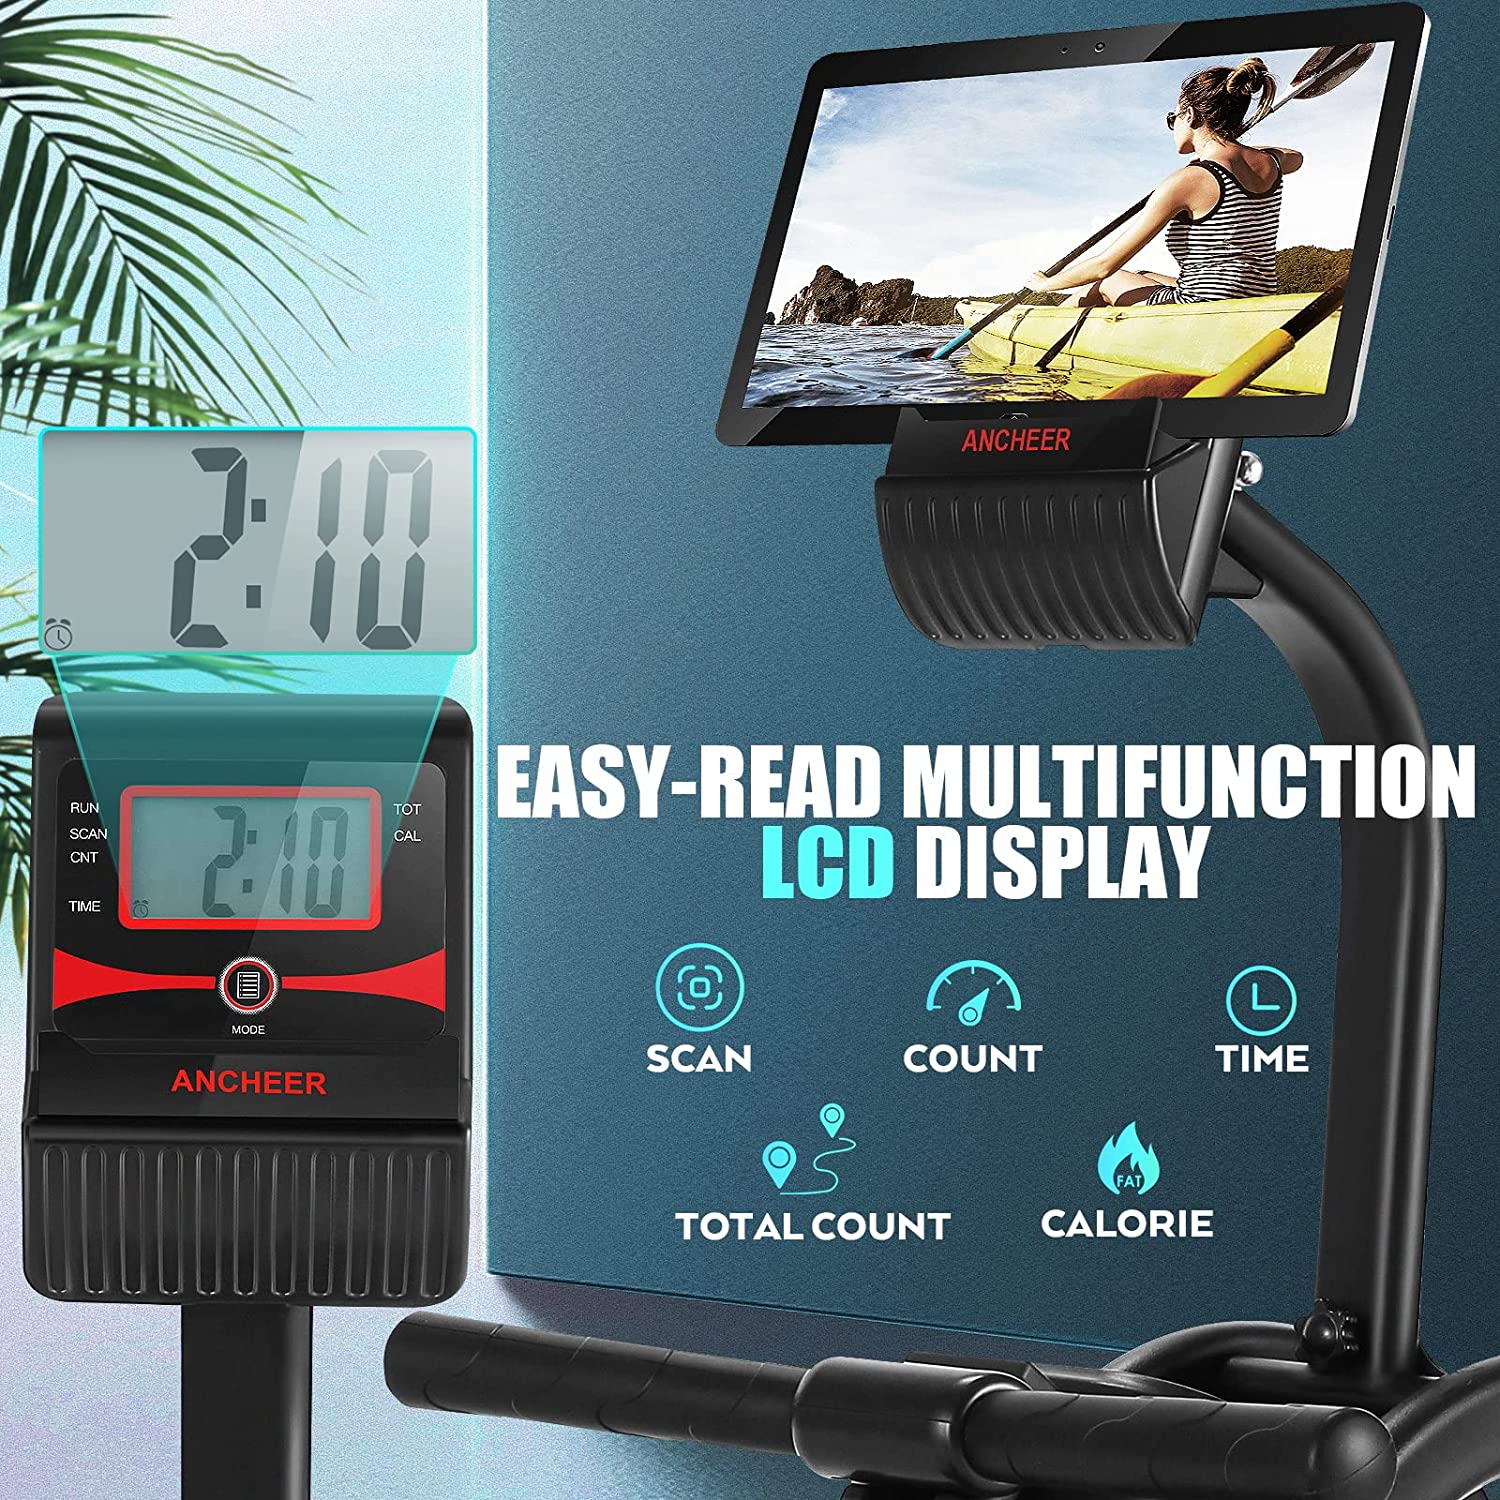 ANCHEER
2:10
RUN
SCAN
CNT
TIME
2:10
TOT
CAL
MODE
ANCHEER
EASY-READ MULTIFUNCTION
LCD DISPLAY
SCAN
COUNT
TIME
TOTAL COUNT
FAT
CALORIE